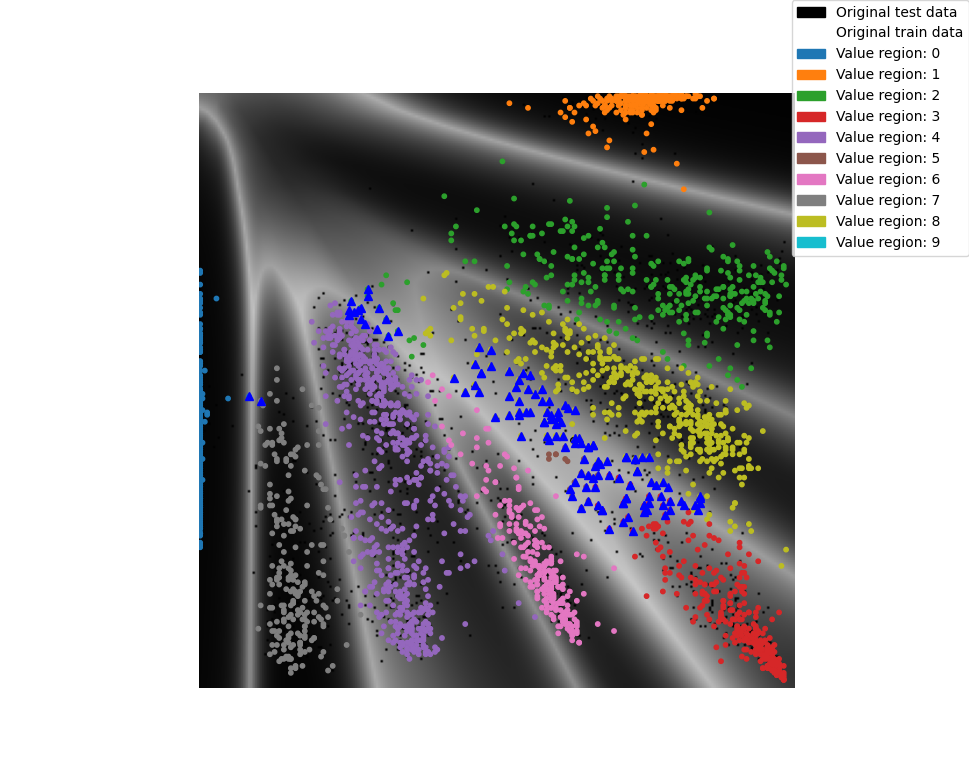 Original test data
Original train data
Value region: 0
Value region: 1
Value region: 2
Value region: 3
Value region: 4
Value region: 5
Value region: 6
Value region: 7
Value region: 8
Value region: 9